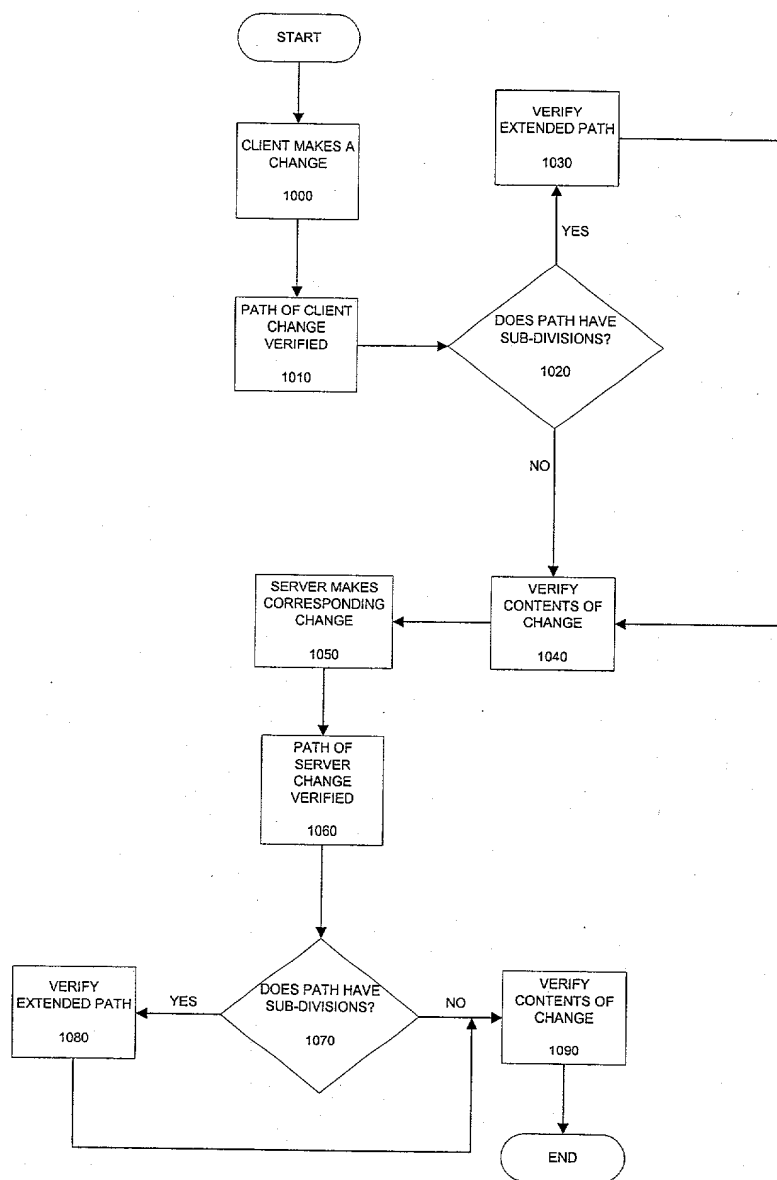 START
CLIENT MAKES A
CHANGE
1000
PATH OF CLIENT
CHANGE
VERIFIED
1010
DOES PATH HAVE
SUB-DIVISIONS?
1020
YES
VERIFY
EXTENDED PATH
1030
NO
VERIFY
CONTENTS OF
CHANGE
1040
SERVER MAKES
CORRESPONDING
CHANGE
1050
PATH OF
SERVER
CHANGE
VERIFIED
1060
DOES PATH HAVE
SUB-DIVISIONS?
1070
YES
VERIFY
EXTENDED PATH
1080
NO
VERIFY
CONTENTS OF
CHANGE
1090
END